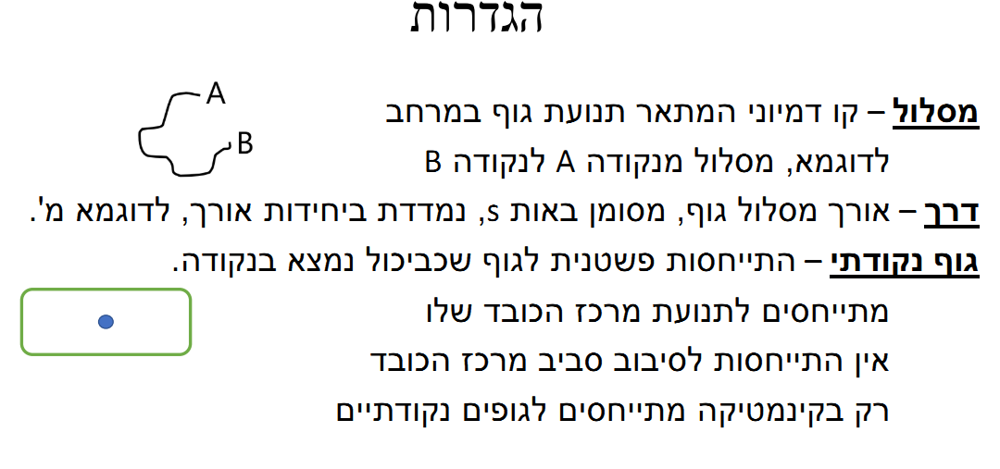 הגדרות
מסלול – קו דמיוני המתאר תנועת גוף במרחב
לדוגמא, מסלול מנקודה A לנקודה B
A
B
דרך – אורך מסלול גוף, מסומן באות s, נמדדת ביחידות אורך, לדוגמא מ'.
גוף נקודתי – התייחסות פשטנית לגוף שכביכול נמצא בנקודה.
מתייחסים לתנועת מרכז הכובד שלו
אין התייחסות לסיבוב סביב מרכז הכובד
רק בקינמטיקה מתייחסים לגופים נקודתיים